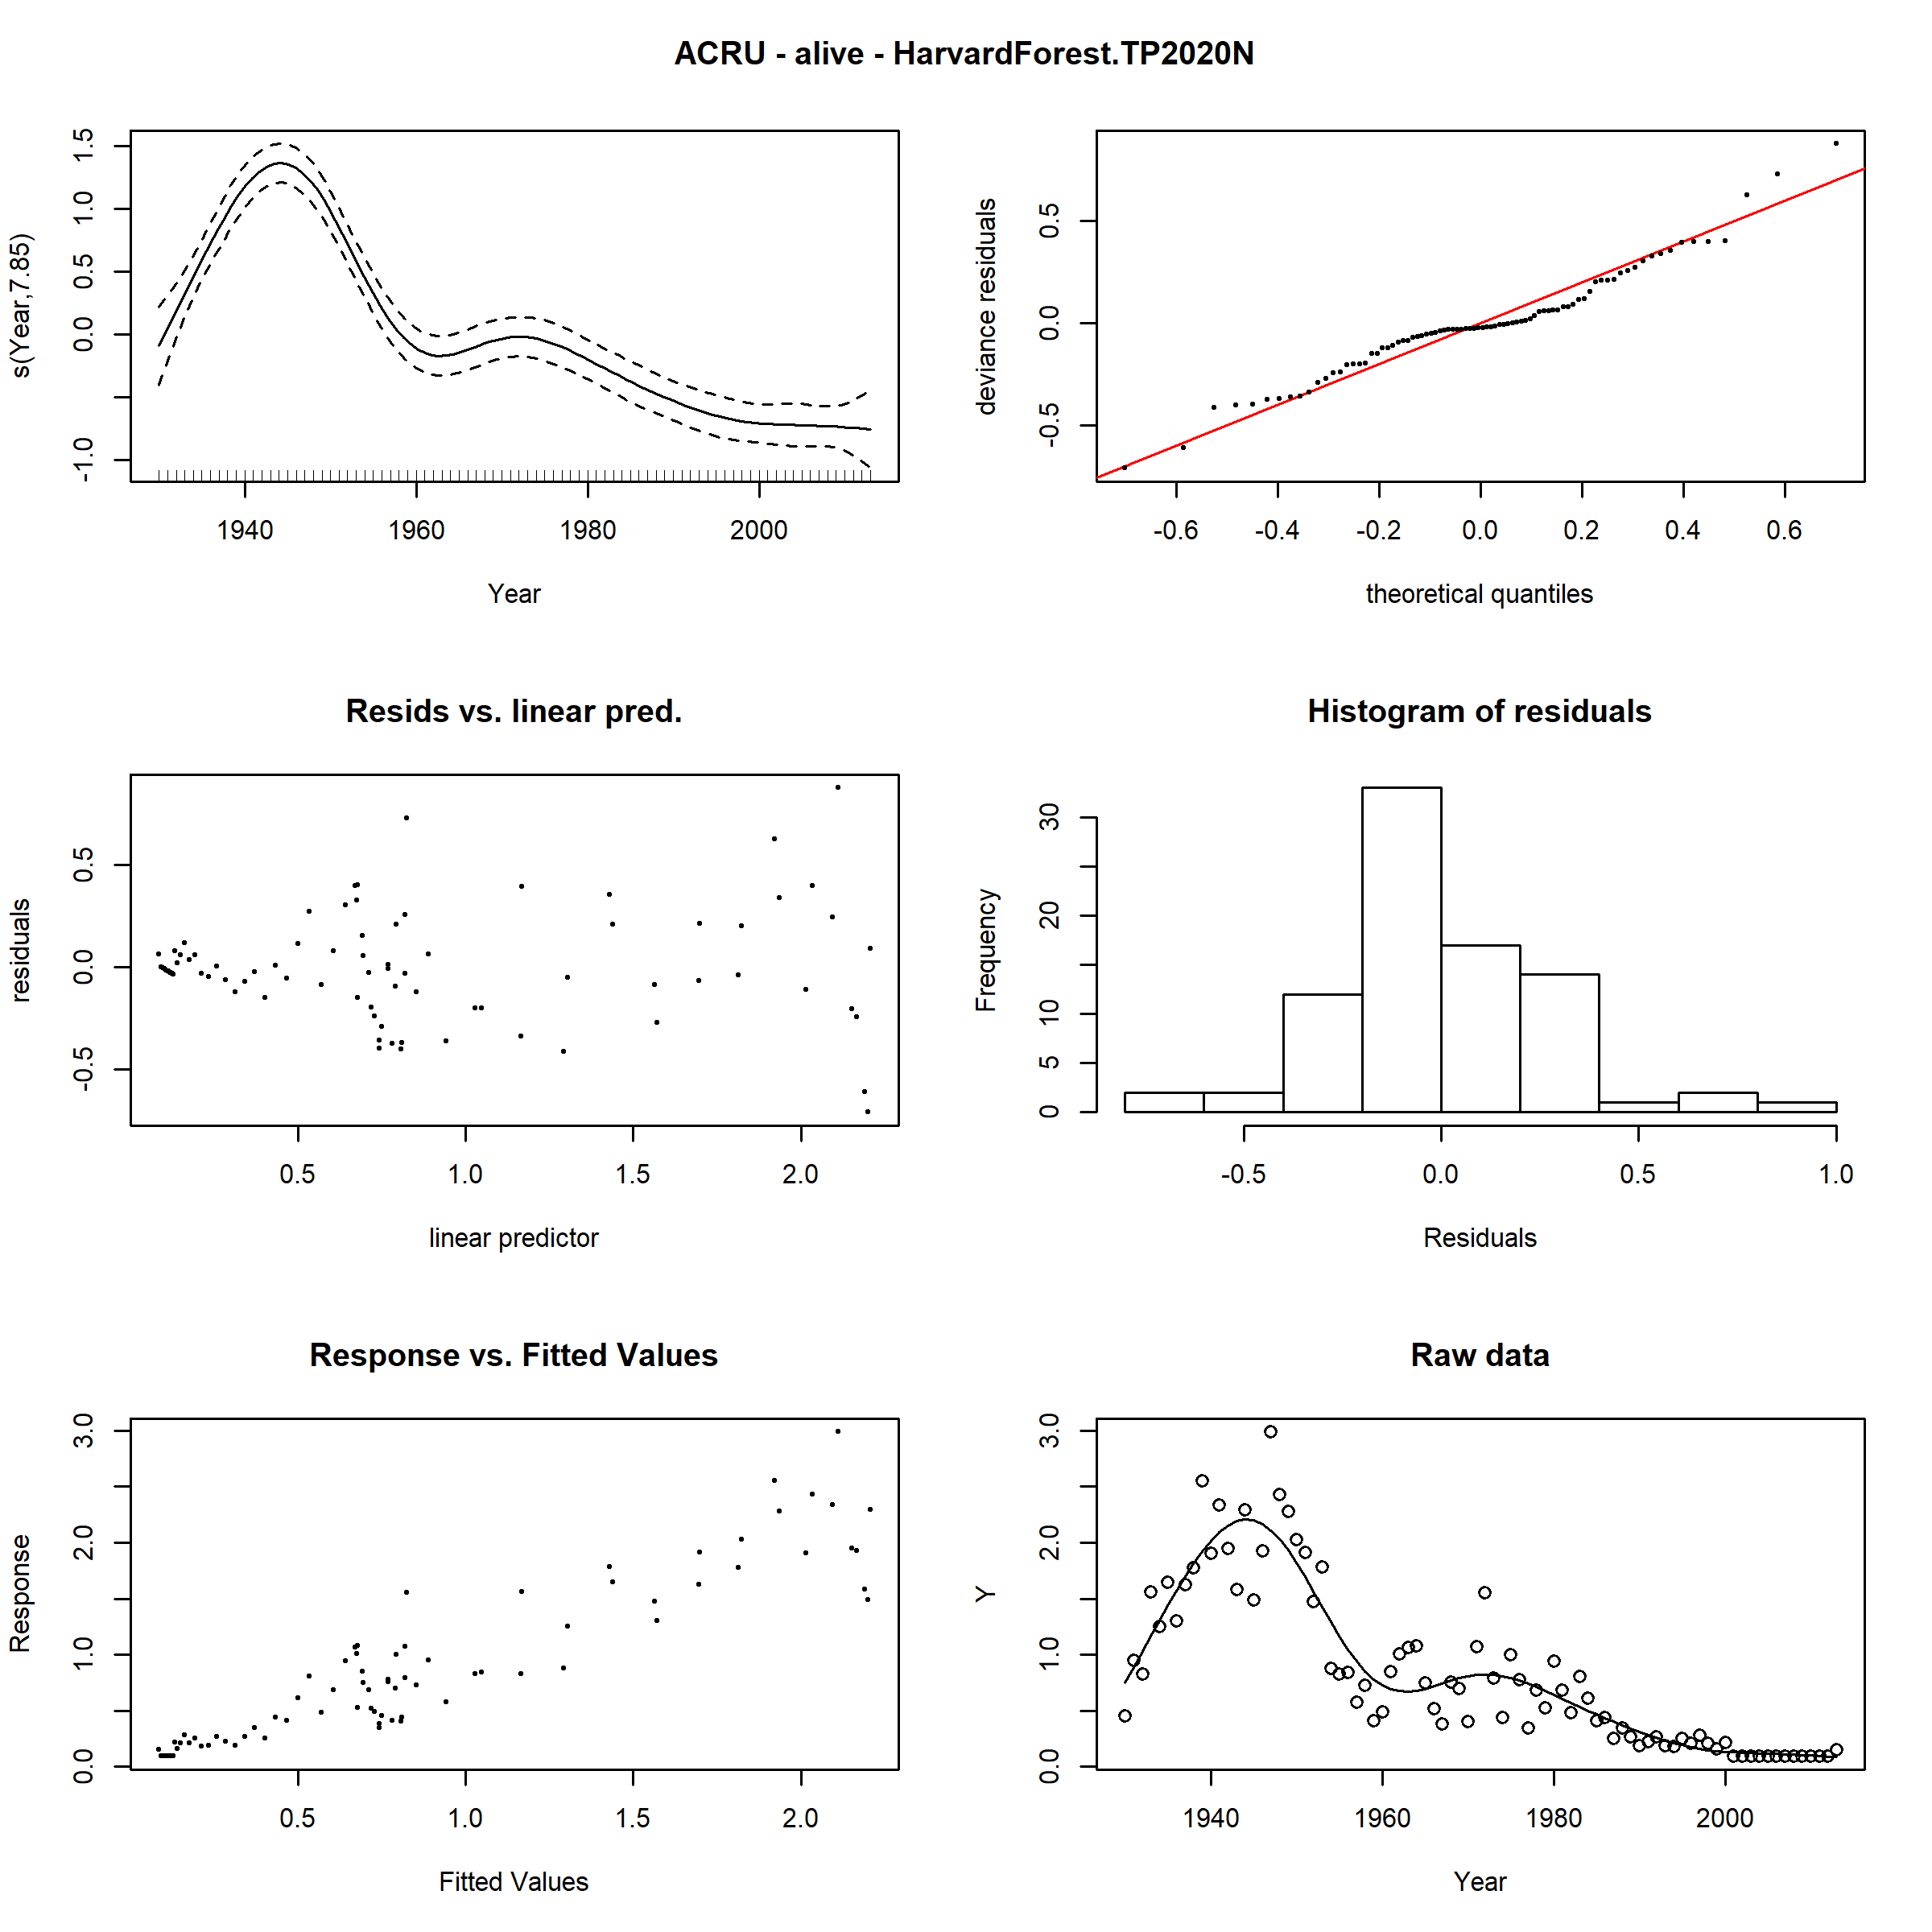 ACRU - alive - HarvardForest.TP2020N
s(Year,7.85)
-1.0 0.0 0.5 1.0 1.5
1940 1960 1980 2000
Year
deviance residuals
-0.5 0.0 0.5
-0.6 -0.4 -0.2 0.0 0.2 0.4 0.6
theoretical quantiles
Resids vs. linear pred.
residuals
-0.5 0.0 0.5
0.5 1.0 1.5 2.0
linear predictor
Histogram of residuals
Frequency
0 5 10 20 30
-0.5 0.0 0.5 1.0
Residuals
Response vs. Fitted Values
Response
0.0 1.0 2.0 3.0
0.5 1.0 1.5 2.0
Fitted Values
Raw data
Y
0.0 1.0 2.0 3.0
1940 1960 1980 2000
Year